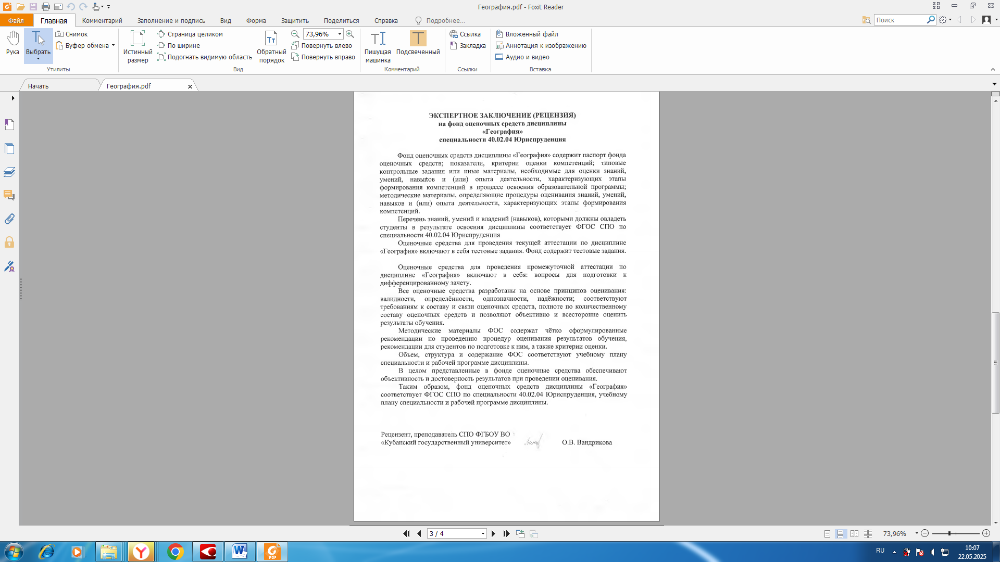 География.pdf - Foxit Reader
Файл
Главная
Комментарий
Заполнение и подпись
Вид
Форма
Защитить
Поделиться
Справка
Подробнее...
Поиск
Рука
Выбрать
Снимок
Буфер обмена
Утилиты
Истинный размер
Страница целиком
По ширине
Подогнать видимую область
Обратный порядок
73,96%
Повернуть влево
Повернуть вправо
Вид
Пишущая машинка
Подсвеченный
Комментарий
Ссылка
Закладка
Ссылки
Вложенный файл
Аннотация к изображению
Аудио и видео
Вставка
Начать
География.pdf
ЭКСПЕРТНОЕ ЗАКЛЮЧЕНИЕ (РЕЦЕНЗИЯ)
на фонд оценочных средств дисциплины
«География»
специальности 40.02.04 Юриспруденция
Фонд оценочных средств дисциплины «География» содержит паспорт фонда
оценочных средств; показатели, критерии оценки компетенций; типовые
контрольные задания или иные материалы, необходимые для оценки знаний,
умений, навыков и (или) опыта деятельности, характеризующих этапы
формирования компетенций в процессе освоения образовательной программы;
методические материалы, определяющие процедуры оценивания знаний, умений,
навыков и (или) опыта деятельности, характеризующих этапы формирования
компетенций.
Перечень знаний, умений и владений (навыков), которыми должны овладеть
студенты в результате освоения дисциплины соответствует ФГОС СПО по
специальности 40.02.04 Юриспруденция
Оценочные средства для проведения текущей аттестации по дисциплине
«География» включают в себя тестовые задания. Фонд содержит тестовые задания.
Оценочные средства для проведения промежуточной аттестации по
дисциплине «География» включают в себя: вопросы для подготовки к
дифференцированному зачету.
Все оценочные средства разработаны на основе принципов оценивания:
валидности, определённости, однозначности, надёжности; соответствуют
требованиям к составу и связи оценочных средств, полноте по количественному
составу оценочных средств и позволяют объективно и всесторонне оценить
результаты обучения.
Методические материалы ФОС содержат чётко сформулированные
рекомендации по проведению процедур оценивания результатов обучения,
рекомендации для студентов по подготовке к ним, а также критерии оценки.
Объем, структура и содержание ФОС соответствуют учебному плану
специальности и рабочей программе дисциплины.
В целом представленные в фонде оценочные средства обеспечивают
объективность и достоверность результатов при проведении оценивания.
Таким образом, фонд оценочных средств дисциплины «География»
соответствует ФГОС СПО по специальности 40.02.04 Юриспруденция, учебному
плану специальности и рабочей программе дисциплины.
Рецензент, преподаватель СПО ФГБОУ ВО
«Кубанский государственный университет» О.В. Вандрикова
3 / 4
73,96%
RU
10:07
22.05.2025